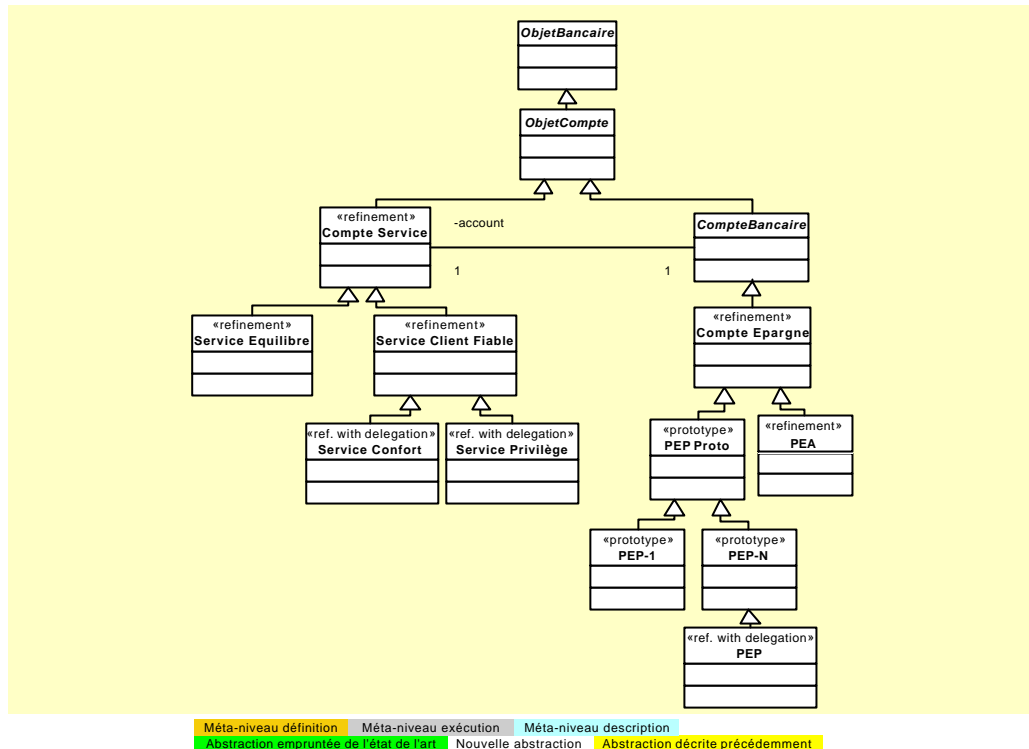 ObjetBancaire
ObjetCompte
«refinement»
Compte Service
-account
1
1
CompteBancaire
«refinement»
Service Equilibre
«refinement»
Service Client Fiable
«refinement»
Compte Epargne
«ref. with delegation»
Service Confort
«ref. with delegation»
Service Privilège
«prototype»
PEP Proto
«refinement»
PEA
«prototype»
PEP-1
«prototype»
PEP-N
«ref. with delegation»
PEP
Méta-niveau définition Méta-niveau exécution Méta-niveau description
Abstraction empruntée de l'état de l'art Nouvelle abstraction Abstraction décrite précédemment